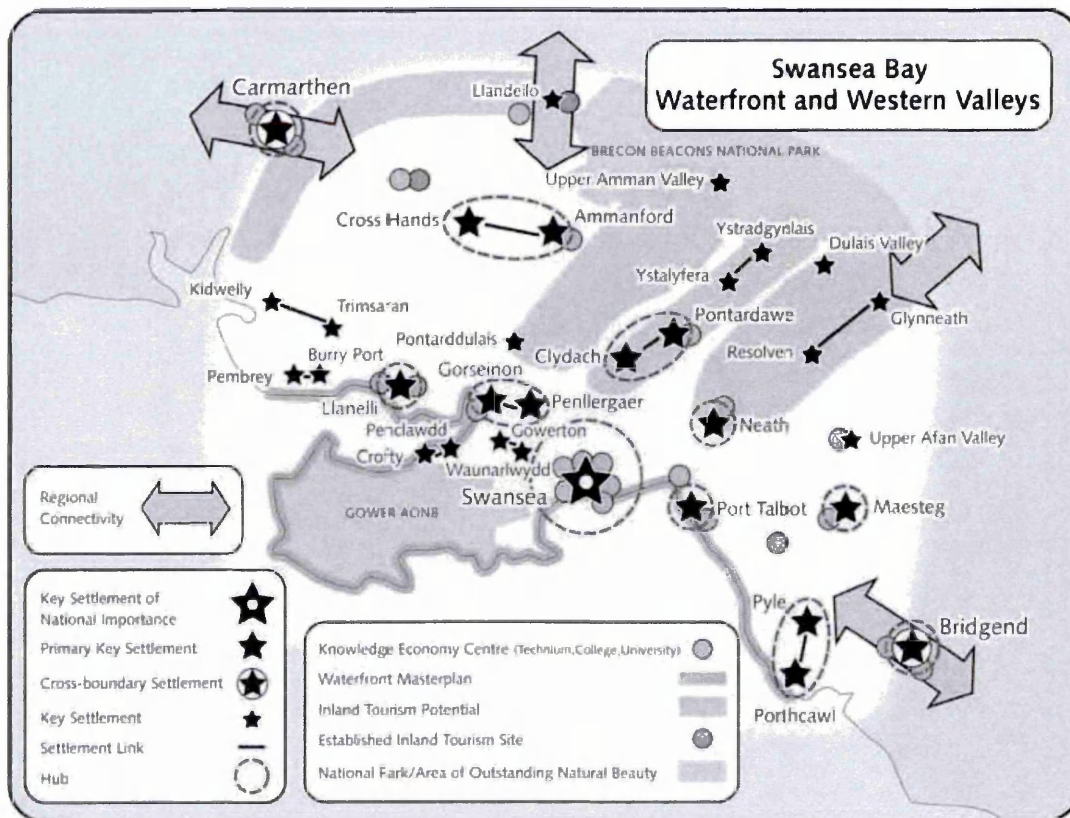 Swansea Bay
Waterfront and Western Valleys
Carmarthen
Llandeilo
BRECON BEACONS NATIONAL PARK
Upper Amman Valley
Cross Hands
Ammanford
Ystradgynlais
Dulais Valley
Ystalyfera
Kidwelly
Trimsaran
Pontardawe
Glynneath
Pontarddulais
Clydach
Resolven
Burry Port
Pembrey
Gorseinon
Llanelli
Penllergaer
Neath
Penclawdd
Gowerton
Upper Afan Valley
Crofty
Waunarlwydd
Swansea
GOWER AONB
Port Talbot
Maesteg
Pyle
Bridgend
Porthcawl
Regional
Connectivity
Key Settlement of
National Importance
Primary Key Settlement
Cross-boundary Settlement
Key Settlement
Settlement Link
Hub
Knowledge Economy Centre (Technium,College,University)
Waterfront Masterplan
Inland Tourism Potential
Established Inland Tourism Site
National Park/Area of Outstanding Natural Beauty